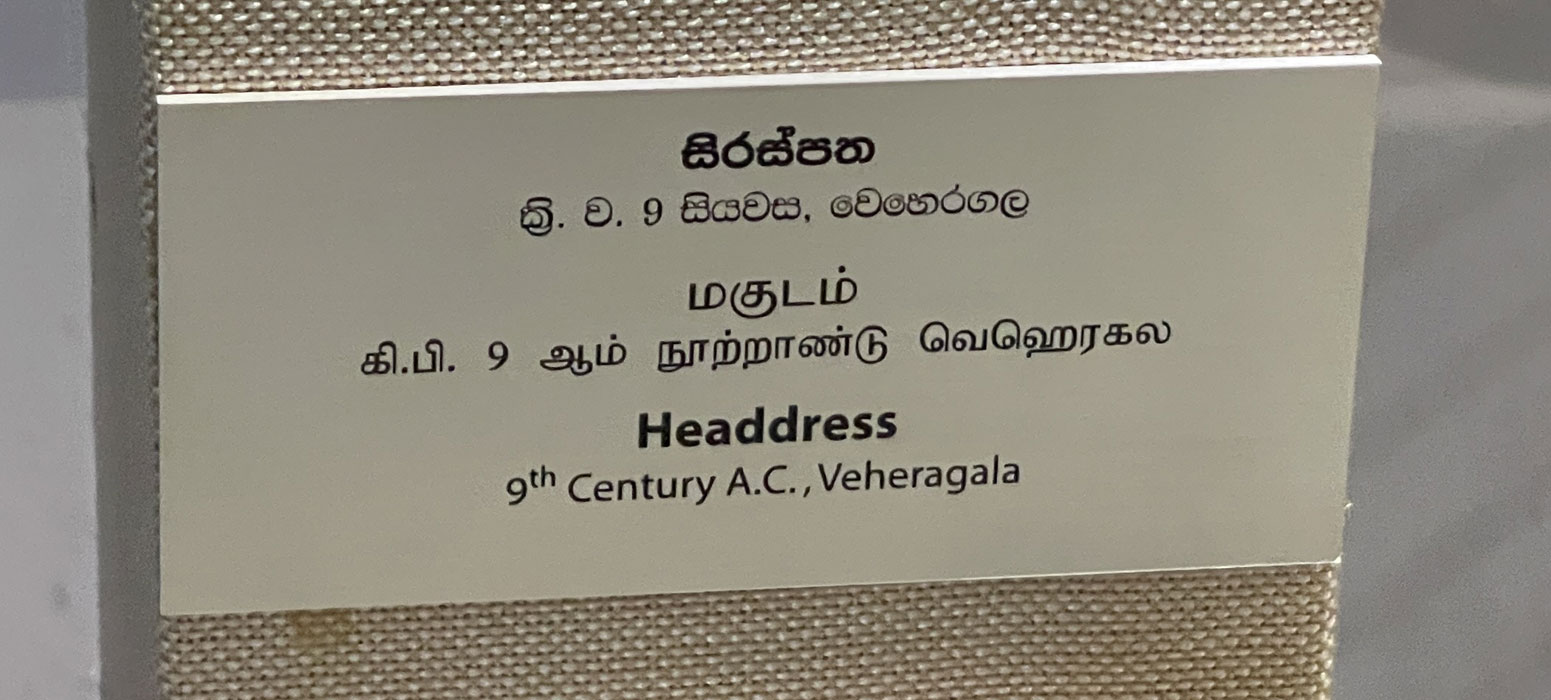 සිරස්පත
ක්‍රි. ව. 9 සියවස, වෙහෙරගල
மகுடம்
கி.பி. 9 ஆம் நூற்றாண்டு வெஹெரகல
Headdress
9th Century A.C., Veheragala